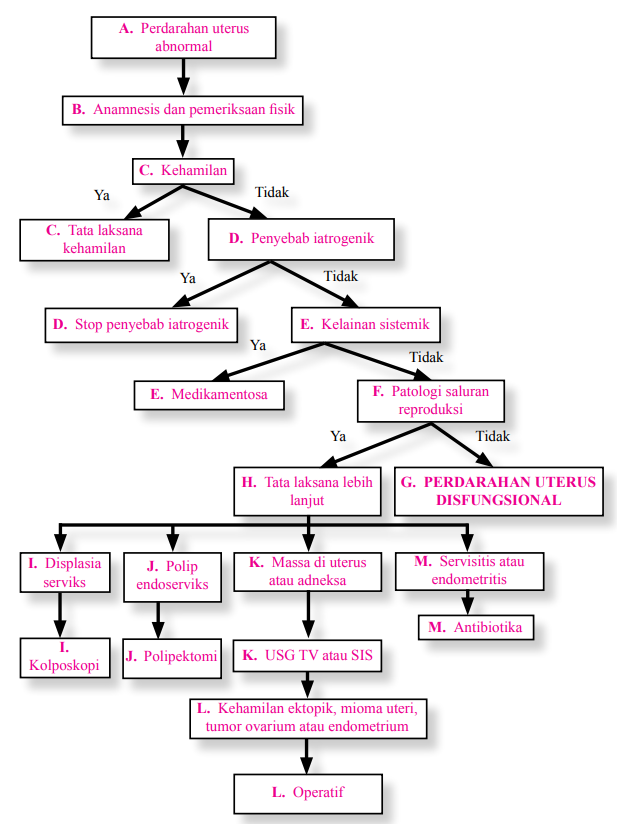 A. Perdarahan uterus
abnormal
B. Anamnesis dan pemeriksaan fisik
C. Kehamilan
Ya
Tidak
C. Tata laksana
kehamilan
D. Penyebab iatrogenik
Ya
Tidak
D. Stop penyebab iatrogenik
E. Kelainan sistemik
Ya
Tidak
E. Medikamentosa
F. Patologi saluran
reproduksi
Ya
Tidak
H. Tata laksana lebih
lanjut
G. PERDARAHAN UTERUS
DISFUNGSIONAL
I. Displasia
serviks
J. Polip
endoserviks
K. Massa di uterus
atau adneksa
M. Servisitis atau
endometritis
I.
Kolposkopi
J. Polipektomi
K. USG TV atau SIS
M. Antibiotika
L. Kehamilan ektopik, mioma uteri,
tumor ovarium atau endometrium
L. Operatif